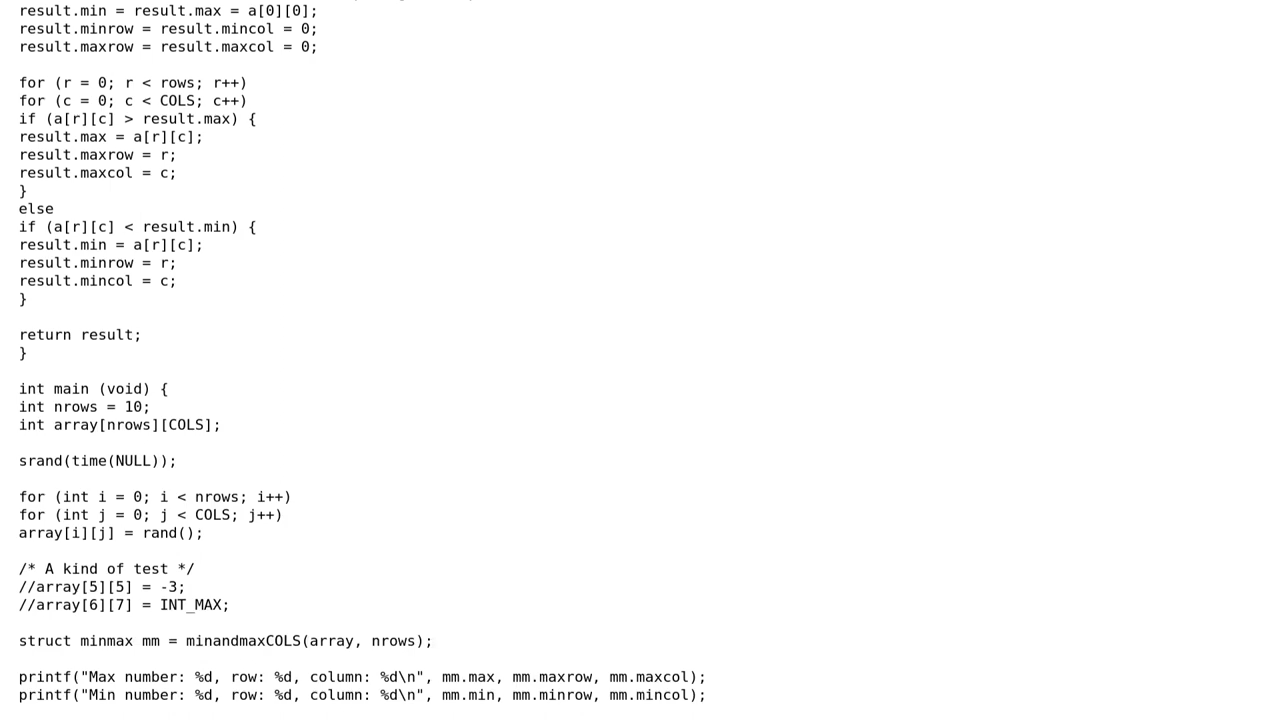 result.min = result.max = a[0][0];
result.minrow = result.mincol = 0;
result.maxrow = result.maxcol = 0;
for (r = 0; r < rows; r++)
for (c = 0; c < COLS; c++)
if (a[r][c] > result.max) {
result.max = a[r][c];
result.maxrow = r;
result.maxcol = c;
}
else
if (a[r][c] < result.min) {
result.min = a[r][c];
result.minrow = r;
result.mincol = c;
}
return result;
}
int main (void) {
int nrows = 10;
int array[nrows][COLS];
srand(time(NULL));
for (int i = 0; i < nrows; i++)
for (int j = 0; j < COLS; j++)
array[i][j] = rand();
/* A kind of test */
//array[5][5] = -3;
//array[6][7] = INT_MAX;
struct minmax mm = minandmaxCOLS(array, nrows);
printf("Max number: %d, row: %d, column: %d\n", mm.max, mm.maxrow, mm.maxcol);
printf("Min number: %d, row: %d, column: %d\n", mm.min, mm.minrow, mm.mincol);